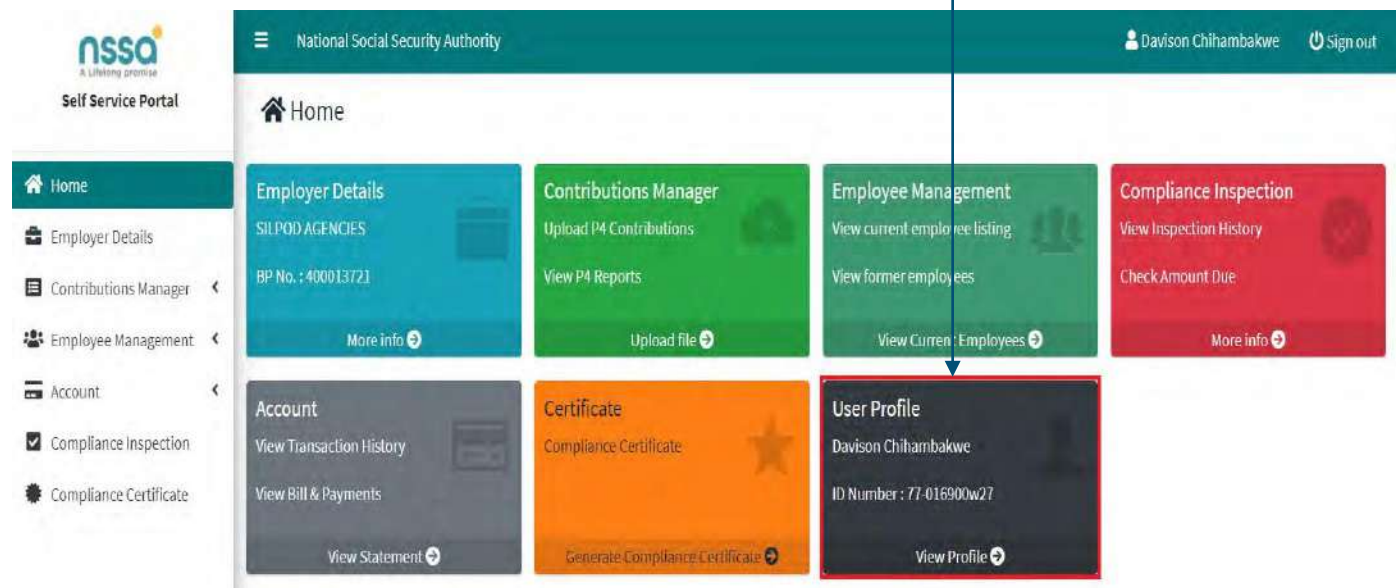 nssa
A Lifelong promise
Self Service Portal
National Social Security Authority
Davison Chihambakwe
Sign out
Home
Home
Employer Details
Contributions Manager
Employee Management
Account
Compliance Inspection
Compliance Certificate
Employer Details
SILPOD AGENCIES
BP No. : 400013721
More info
Contributions Manager
Upload P4 Contributions
View P4 Reports
Upload file
Employee Management
View current employee listing
View former employees
View Current Employees
Compliance Inspection
View Inspection History
Check Amount Due
More info
Account
View Transaction History
View Bill & Payments
View Statement
Certificate
Compliance Certificate
Generate Compliance Certificate
User Profile
Davison Chihambakwe
ID Number : 77-016900w27
View Profile